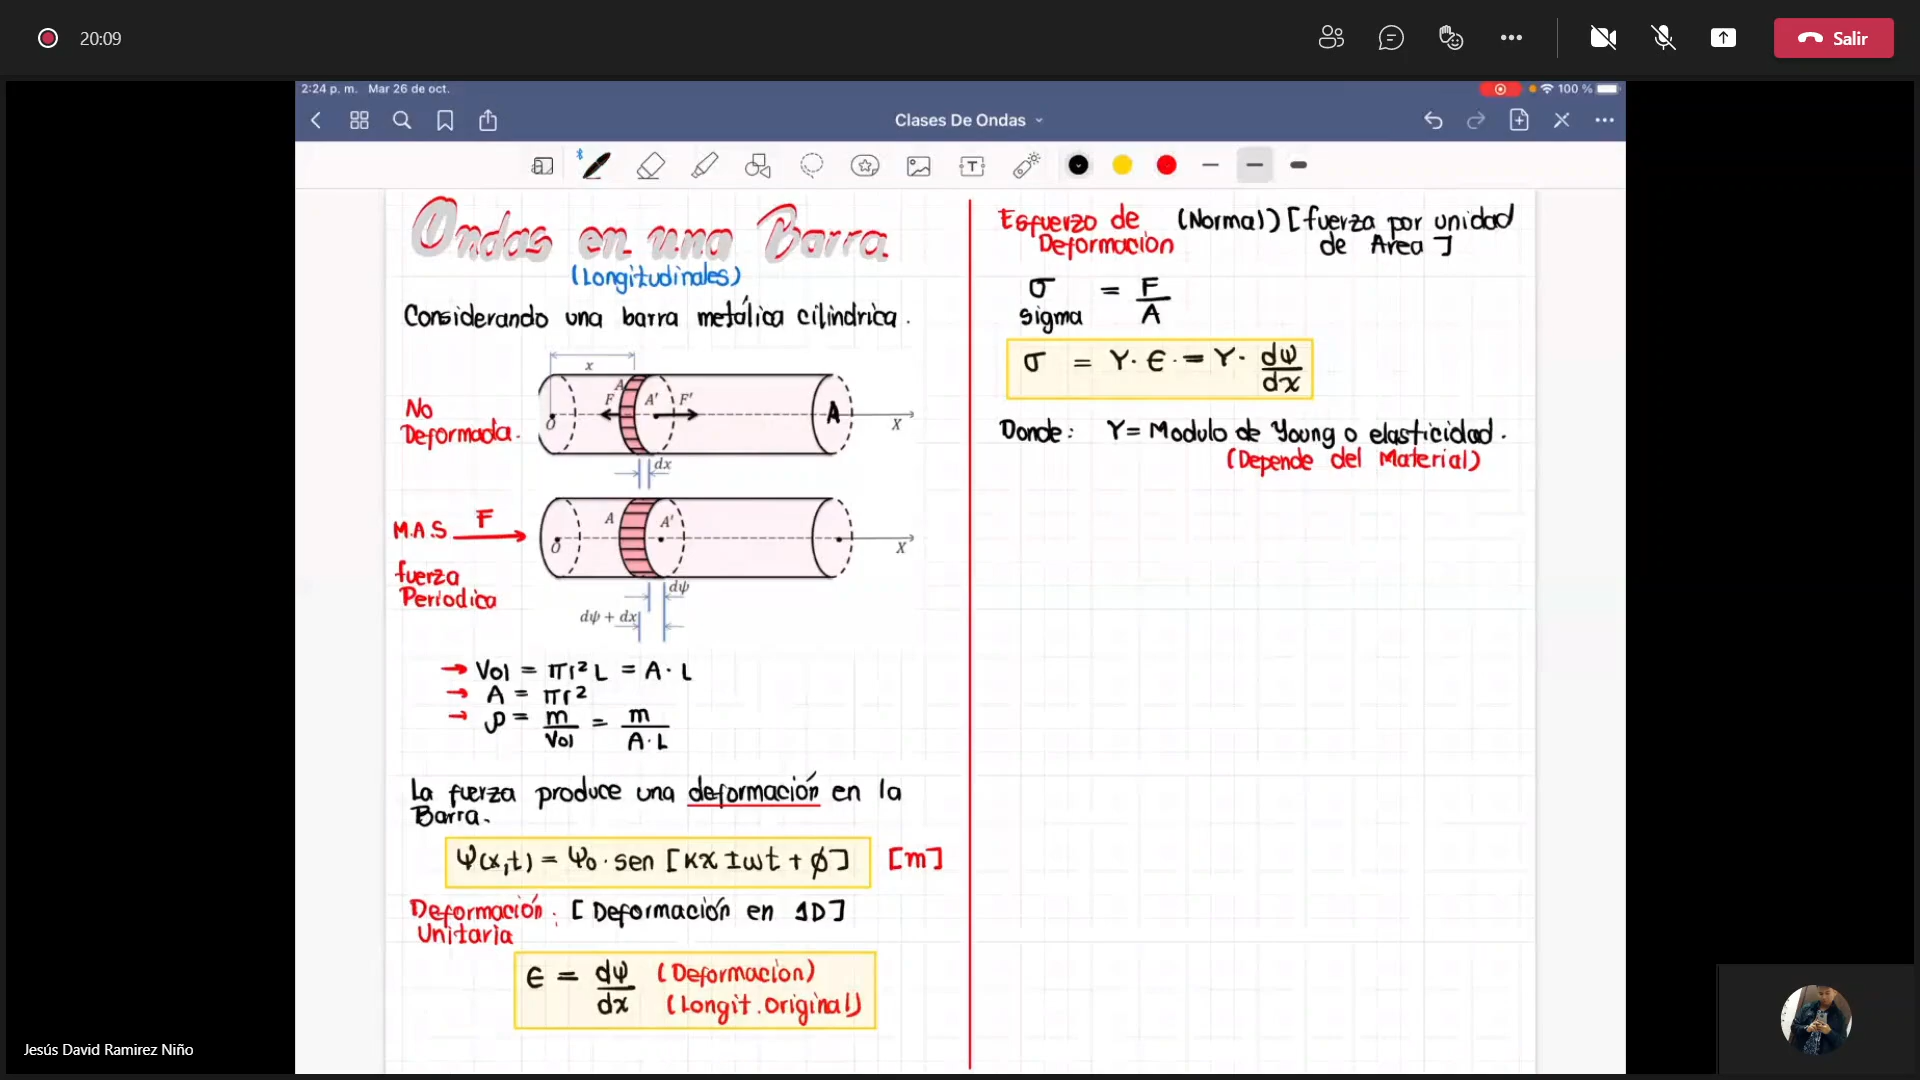 20:09
Salir
2:24 p. m. Mar 26 de oct.
100 %
Clases De Ondas
Ondas en una Barra
(Longitudinales)
Considerando una barra metálica cilindrica.
x
No
Deformada.
A
F
A'
F'
A
O
X
dx
M.A.S
F
A
A'
O
X
fuerza
Periodica
dψ
dψ + dx
→ Vol = πr² L = A · L
→ A = πr²
→ ρ = m/Vol = m/A·L
La fuerza produce una deformación en la
Barra.
Ψ(x,t) = Ψo · sen [Kx ± ωt + φ] [m]
Deformación: [Deformación en 1D]
Unitaria
ϵ = dψ/dx (Deformacion)
(Longit. Original)
Esfuerzo de (Normal) [fuerza por unidad
Deformacion de Area]
σ = F/A
sigma
σ = Y · ϵ · = Y · dψ/dx
Donde: Y = Modulo de Young o elasticidad.
(Depende del Material)
Jesús David Ramirez Niño